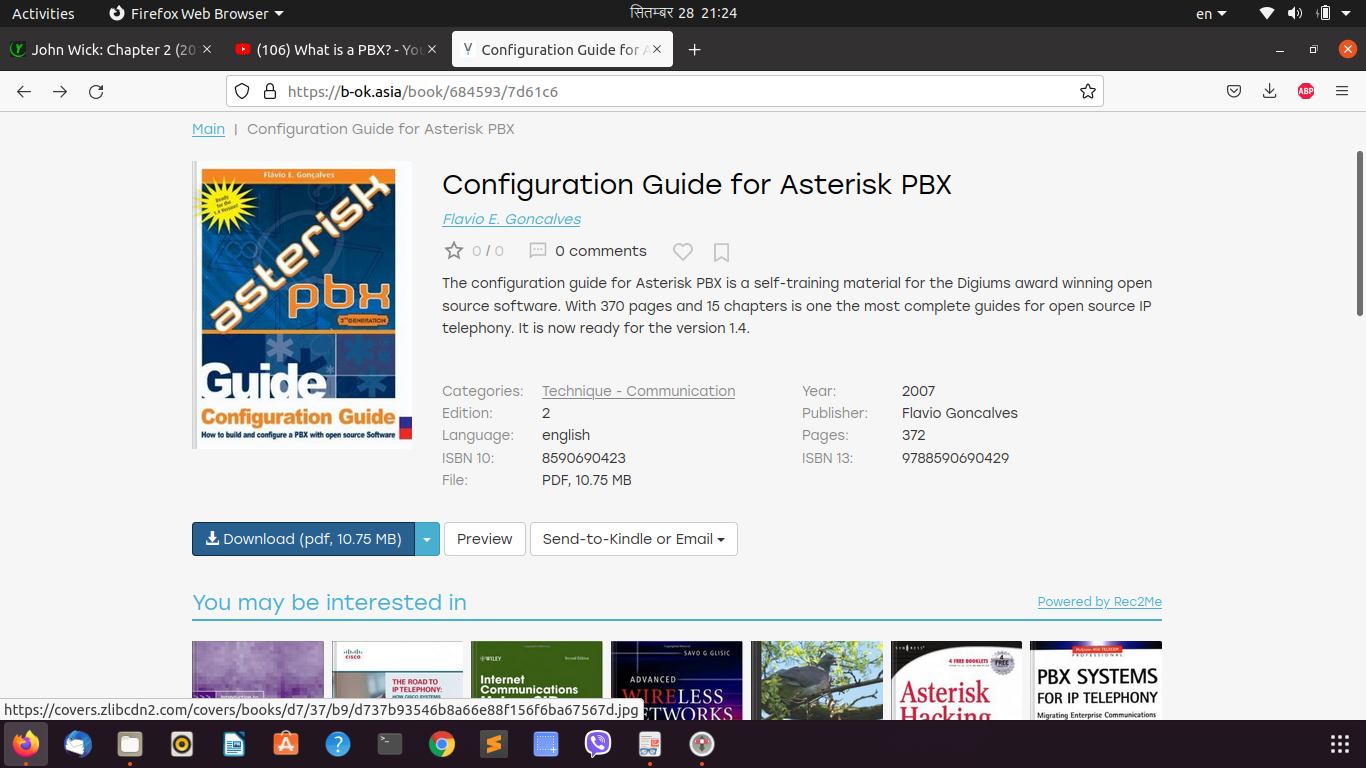 Activities
Firefox Web Browser
सितम्बर 28 21:24
en
John Wick: Chapter 2 (20
(106) What is a PBX? - You
Configuration Guide for A
https://b-ok.asia/book/684593/7d61c6
ABP
Main | Configuration Guide for Asterisk PBX
Flávio E. Gonçalves
Ready for the 1.4 Version!
asterisk
pbx
3RD GENERATION
Guide
Configuration Guide
How to build and configure a PBX with open source Software
Configuration Guide for Asterisk PBX
Flavio E. Goncalves
0 / 0
0 comments
The configuration guide for Asterisk PBX is a self-training material for the Digiums award winning open
source software. With 370 pages and 15 chapters is one the most complete guides for open source IP
telephony. It is now ready for the version 1.4.
Categories: Technique - Communication
Year: 2007
Edition: 2
Publisher: Flavio Goncalves
Language: english
Pages: 372
ISBN 10: 8590690423
ISBN 13: 9788590690429
File: PDF, 10.75 MB
Download (pdf, 10.75 MB)
Preview
Send-to-Kindle or Email
You may be interested in
Powered by Rec2Me
CISCO
THE ROAD TO
IP TELEPHONY:
WILEY
Second Edition
Internet
Communications
SAVO G GLISIC
ADVANCED
WIRELESS
NETWORKS
SYNGRESS
4 FREE BOOKLETS
4 FREE
Asterisk
Hacking
McGraw-Hill TELECOM
PROFESSIONAL
PBX SYSTEMS
FOR IP TELEPHONY
Migrating Enterprise Communications
https://covers.zlibcdn2.com/covers/books/d7/37/b9/d737b93546b8a66e88f156f6ba67567d.jpg